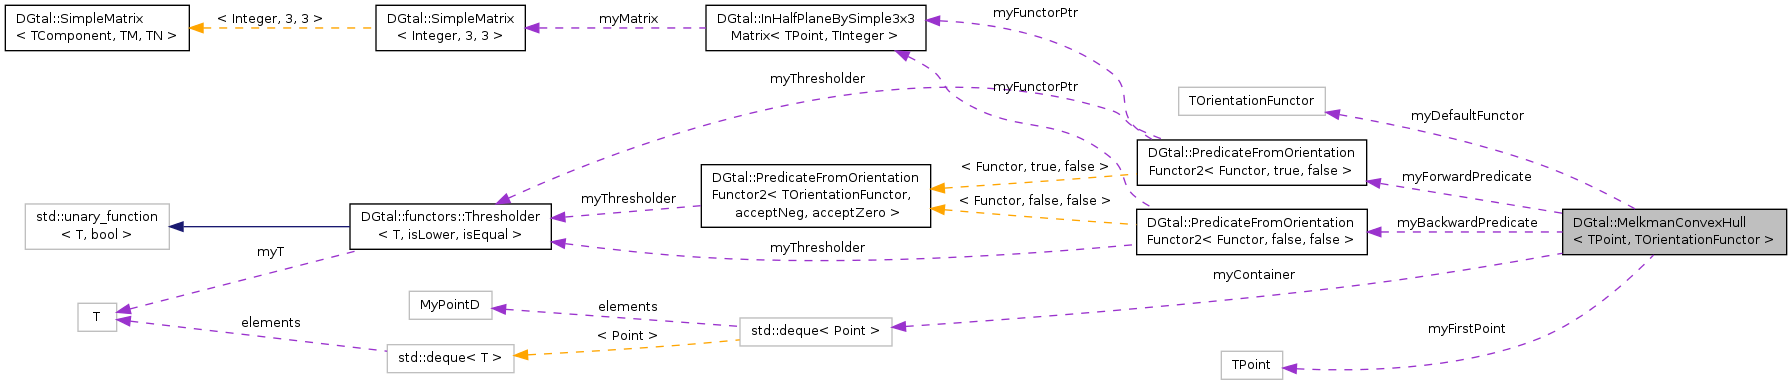 DGtal::SimpleMatrix
< TComponent, TM, TN >
< Integer, 3, 3 >
DGtal::SimpleMatrix
< Integer, 3, 3 >
myMatrix
DGtal::InHalfPlaneBySimple3x3
Matrix< TPoint, TInteger >
myFunctorPtr
myThresholder
myFunctorPtr
TOrientationFunctor
myDefaultFunctor
DGtal::PredicateFromOrientation
Functor2< Functor, true, false >
< Functor, true, false >
myForwardPredicate
DGtal::PredicateFromOrientation
Functor2< TOrientationFunctor,
acceptNeg, acceptZero >
myThresholder
< Functor, false, false >
std::unary_function
< T, bool >
DGtal::functors::Thresholder
< T, isLower, isEqual >
DGtal::PredicateFromOrientation
Functor2< Functor, false, false >
myBackwardPredicate
DGtal::MelkmanConvexHull
< TPoint, TOrientationFunctor >
myT
myThresholder
myContainer
T
MyPointD
elements
elements
std::deque< Point >
< Point >
myFirstPoint
std::deque< T >
TPoint